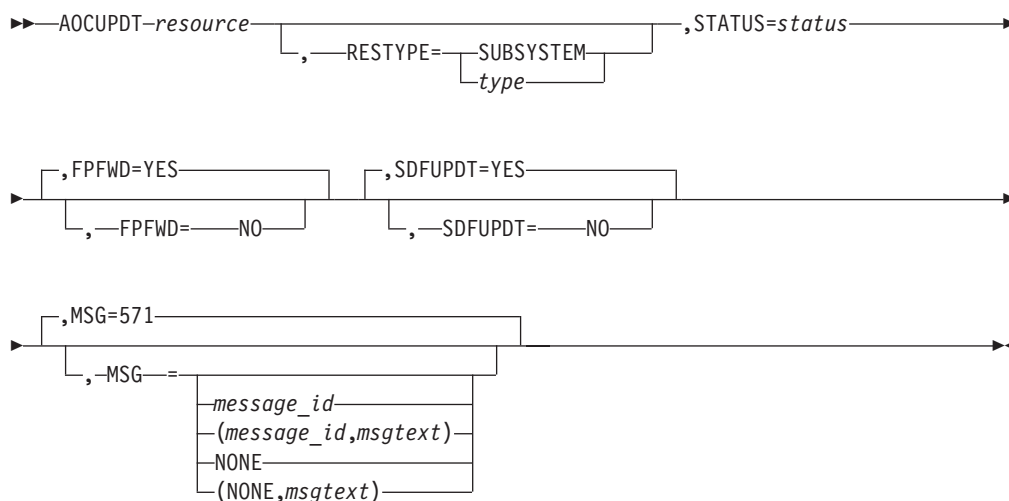 AOCUPDT resource ,STATUS=status
, RESTYPE= SUBSYSTEM
type
,FPFWD=YES ,SDFUPDT=YES
, FPFWD= NO , SDFUPDT= NO
,MSG=571
, MSG =
message_id
(message_id,msgtext)
NONE
(NONE,msgtext)